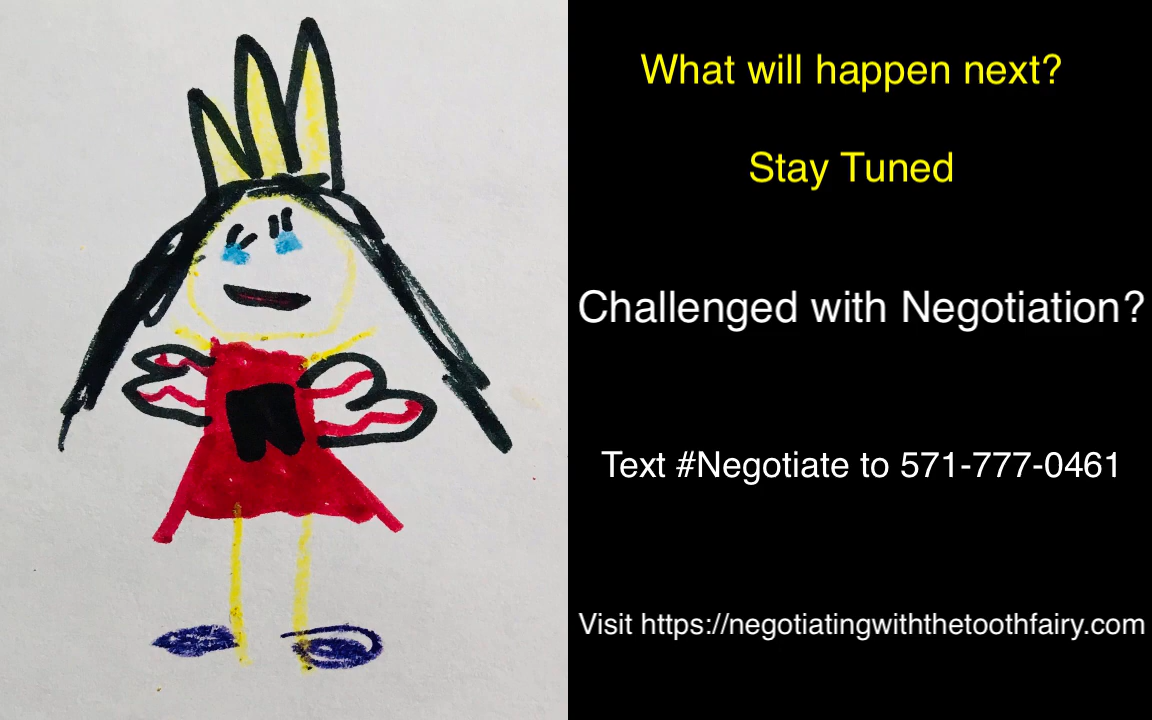 What will happen next?
Stay Tuned
Challenged with Negotiation?
Text #Negotiate to 571-777-0461
Visit https://negotiatingwiththetoothfairy.com